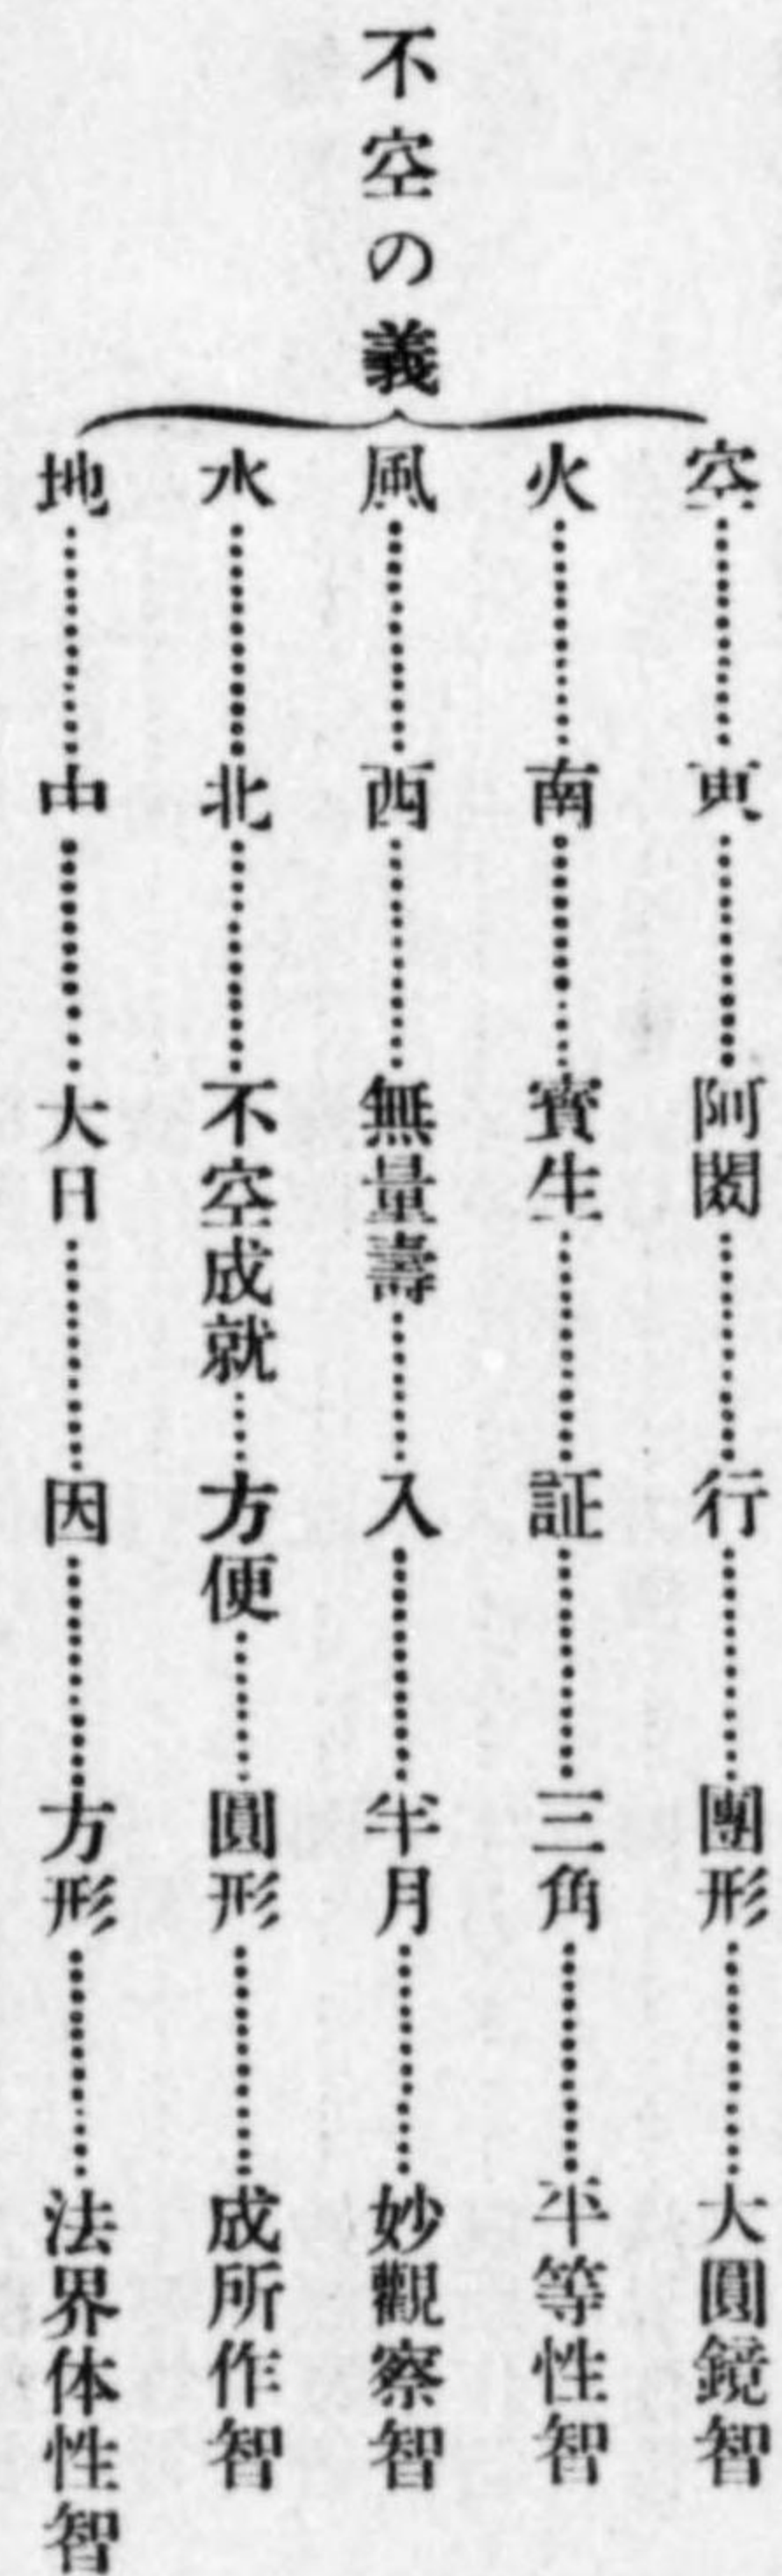 不空の義
空……東……阿閦……行……團形……大圓鏡智
火……南……寳生……証……三角……平等性智
風……西……無量壽……入……半月……妙觀察智
水……北……不空成就……方便……圓形……成所作智
地……中……大日……因……方形……法界体性智